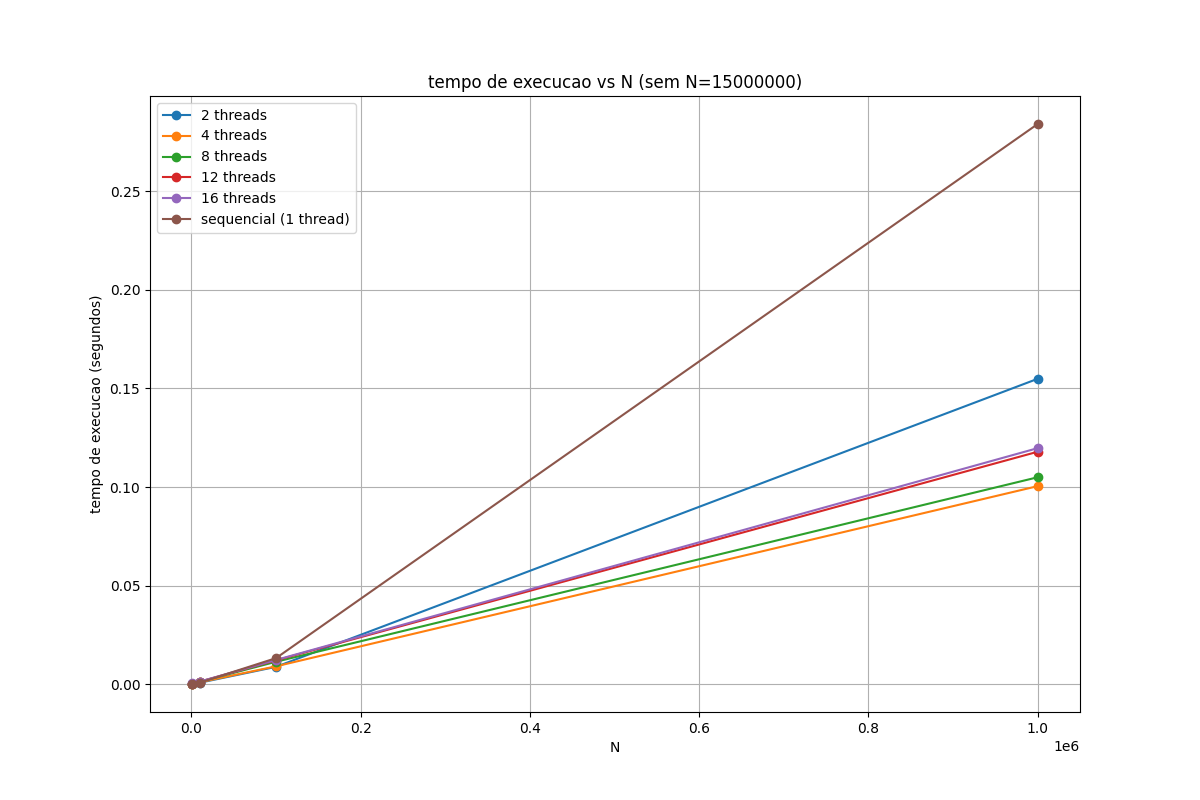 tempo de execucao vs N (sem N=15000000)
2 threads
4 threads
8 threads
12 threads
16 threads
sequencial (1 thread)
tempo de execucao (segundos)
0.25
0.20
0.15
0.10
0.05
0.00
0.0 0.2 0.4 0.6 0.8 1.0
1e6
N